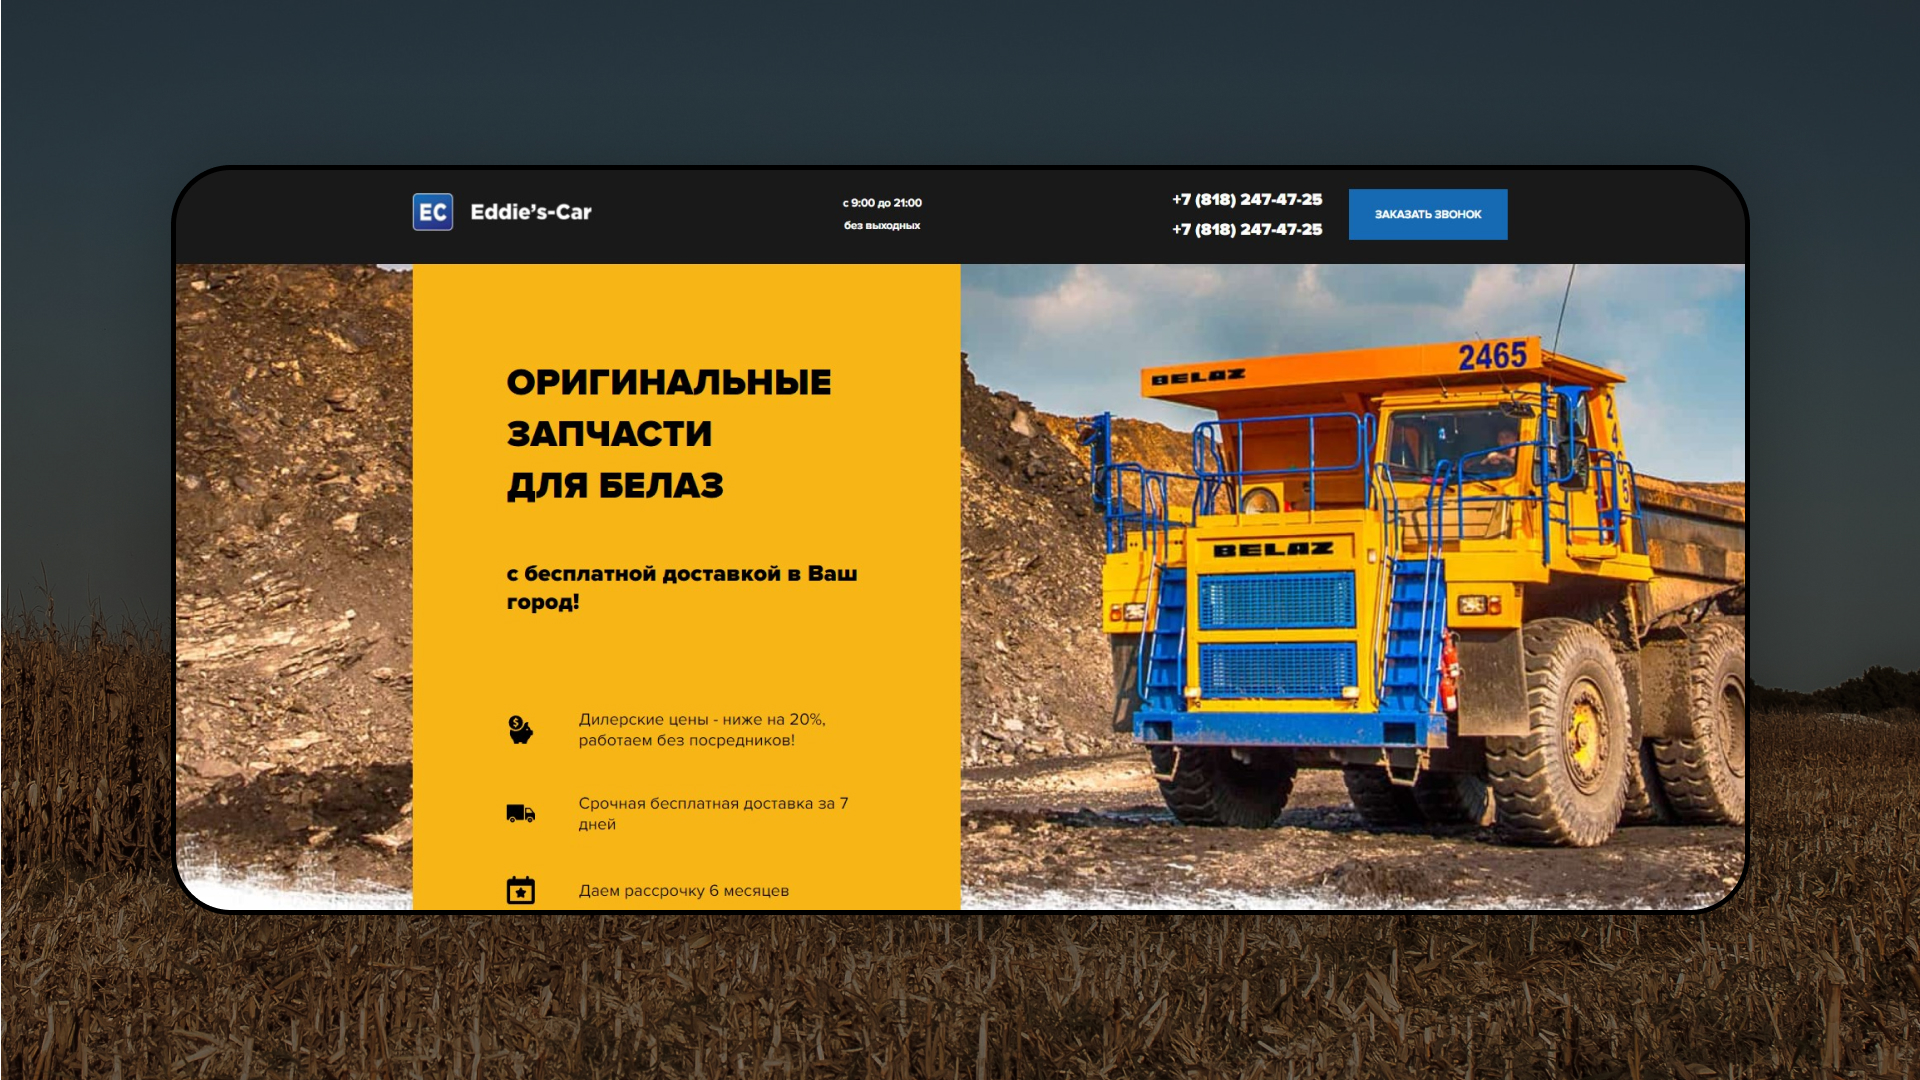 EC
Eddie's-Car
с 9:00 до 21:00
без выходных
+7 (818) 247-47-25
+7 (818) 247-47-25
ЗАКАЗАТЬ ЗВОНОК
ОРИГИНАЛЬНЫЕ
ЗАПЧАСТИ
ДЛЯ БЕЛАЗ
с бесплатной доставкой в Ваш
город!
$
Дилерские цены - ниже на 20%,
работаем без посредников!
Срочная бесплатная доставка за 7
дней
Даем рассрочку 6 месяцев
BELAZ
2465
2465
BELAZ